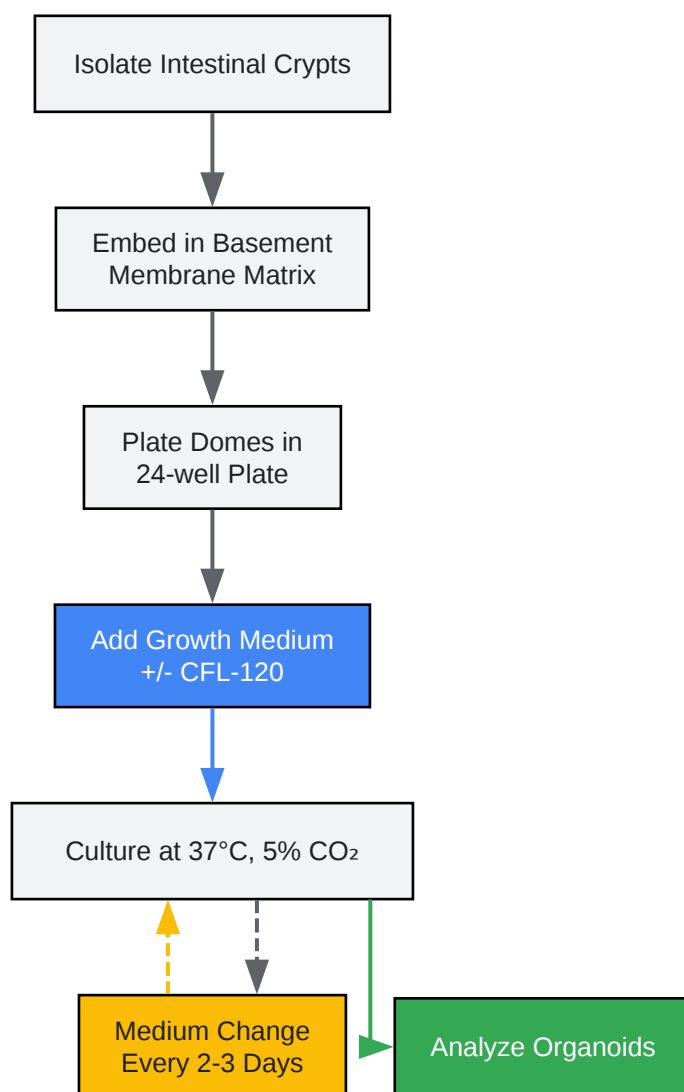 Isolate Intestinal Crypts
Embed in Basement
Membrane Matrix
Plate Domes in
24-well Plate
Add Growth Medium
+/- CFL-120
Culture at 37°C, 5% CO₂
Medium Change
Every 2-3 Days
Analyze Organoids